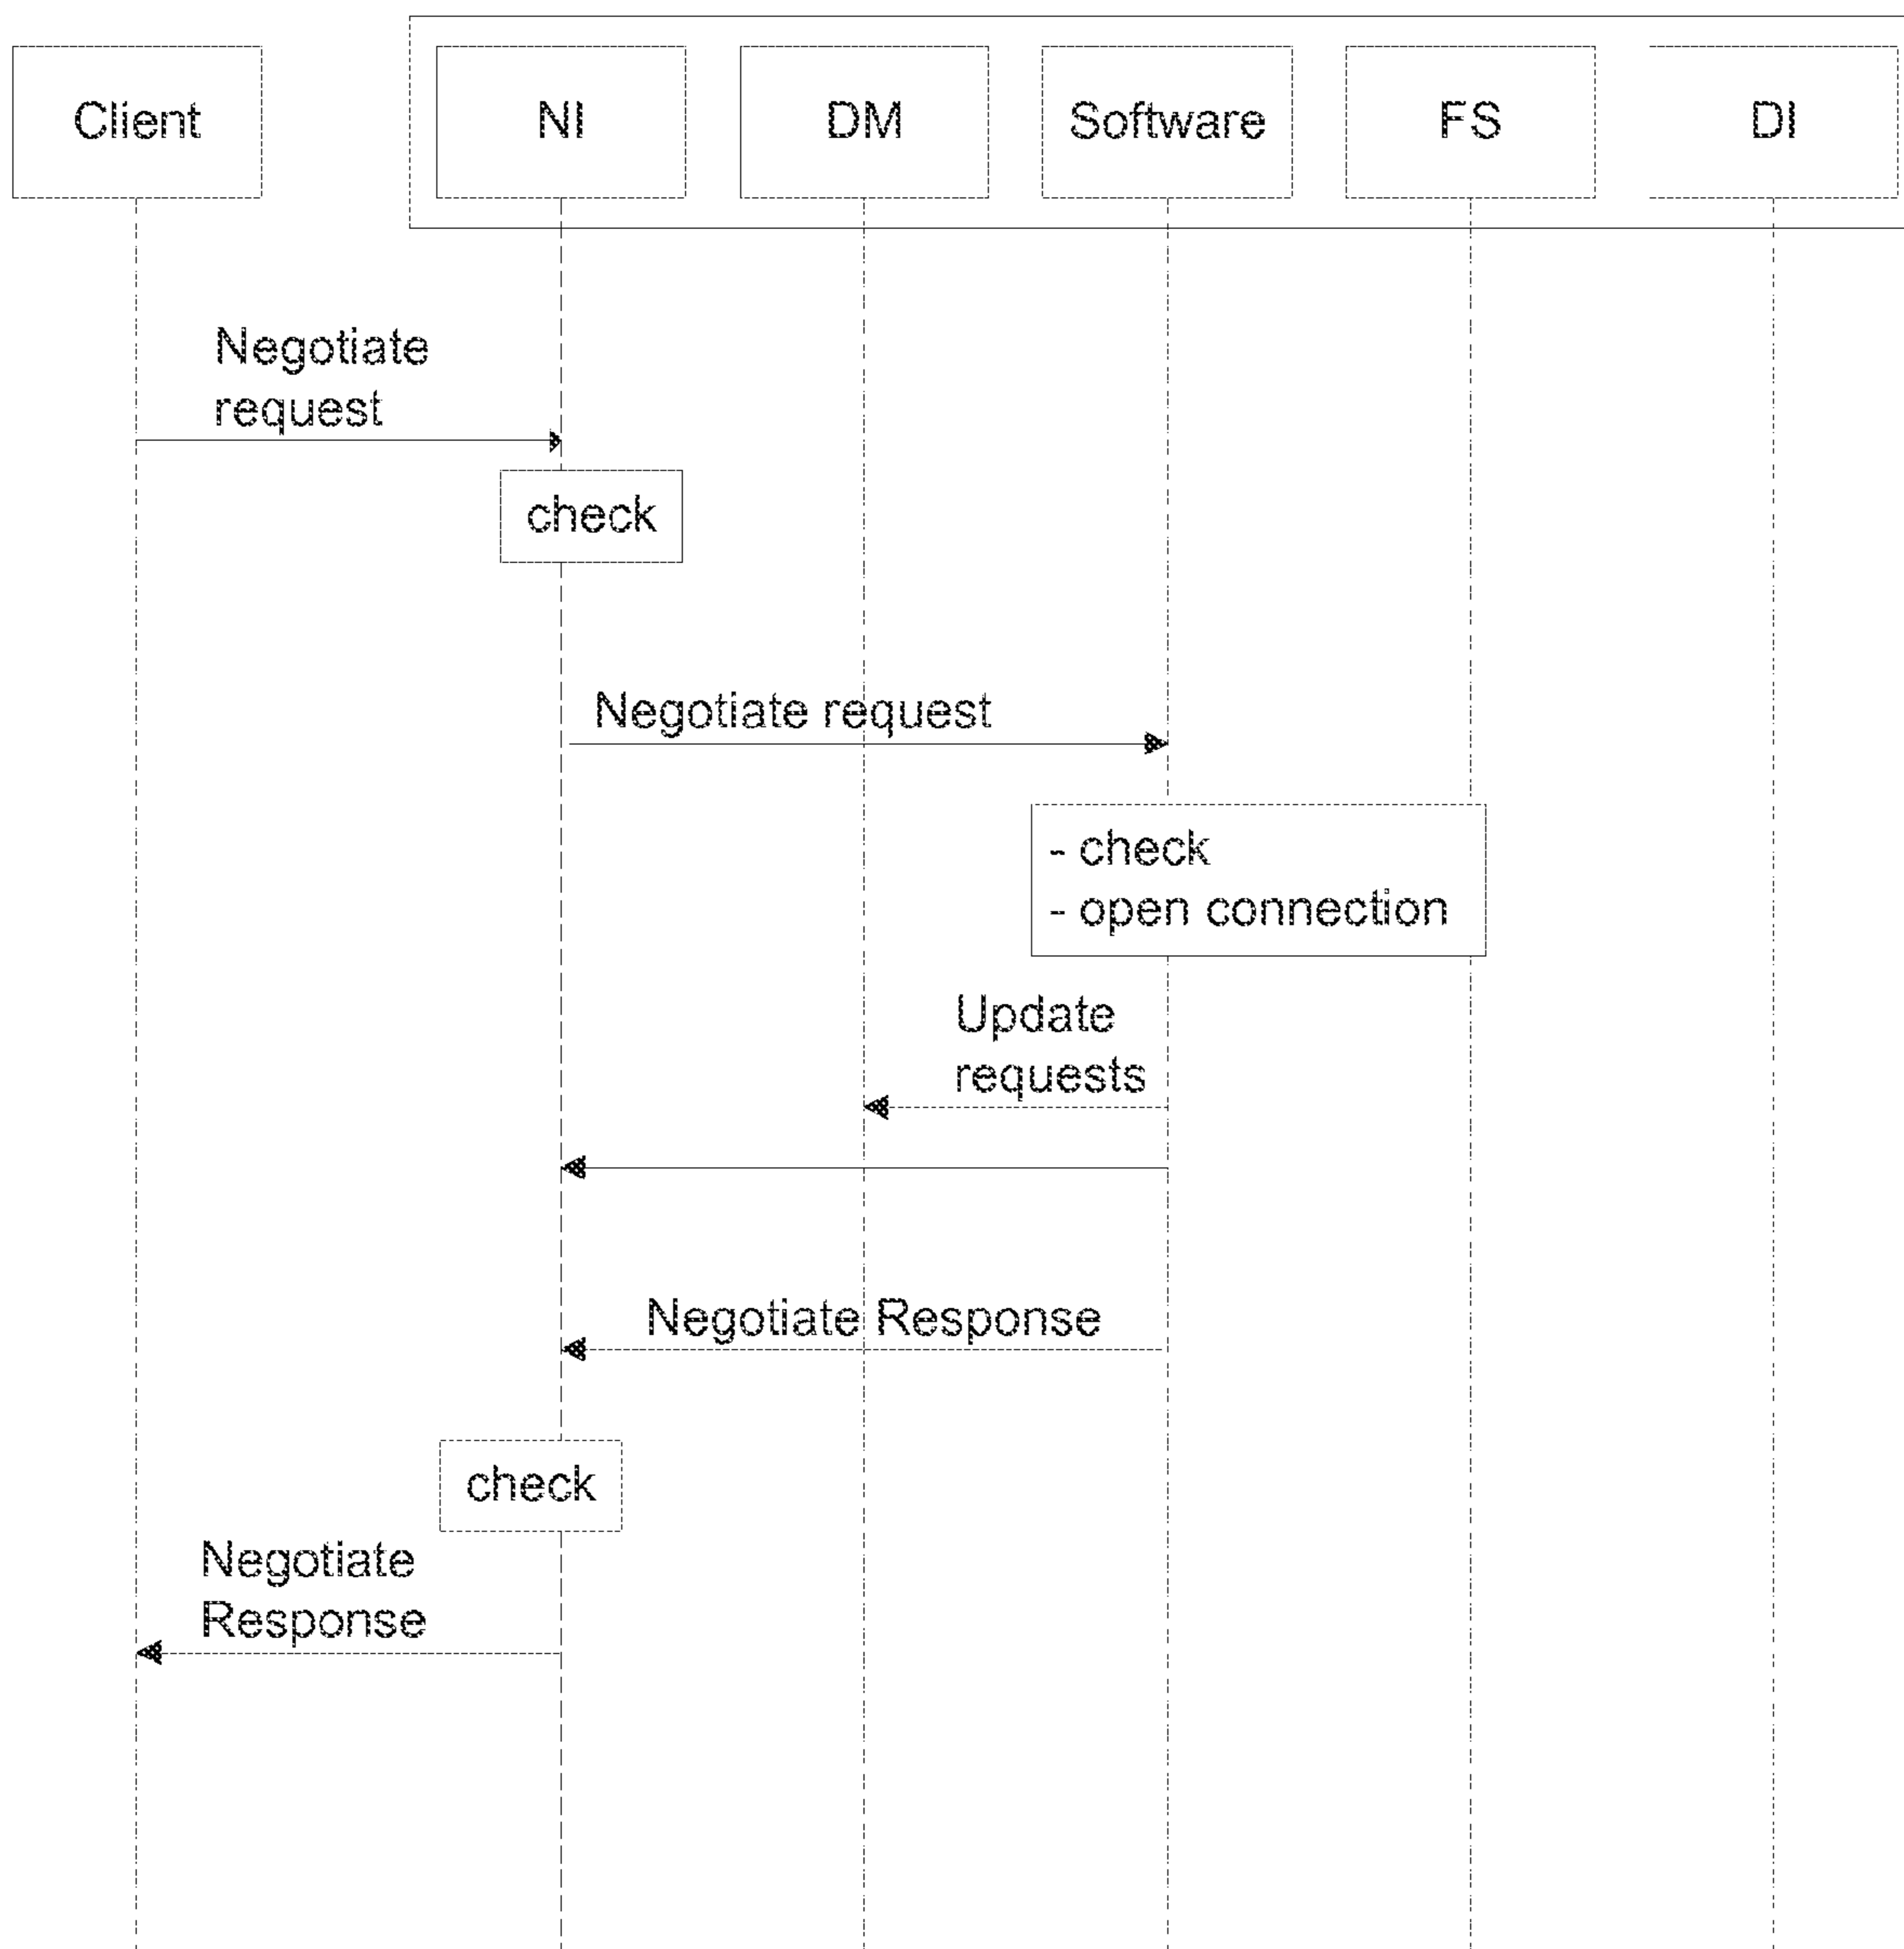 Client
NI
DM
Software
FS
DI
Negotiate
request
check
Negotiate request
- check
- open connection
Update
requests
Negotiate Response
check
Negotiate
Response